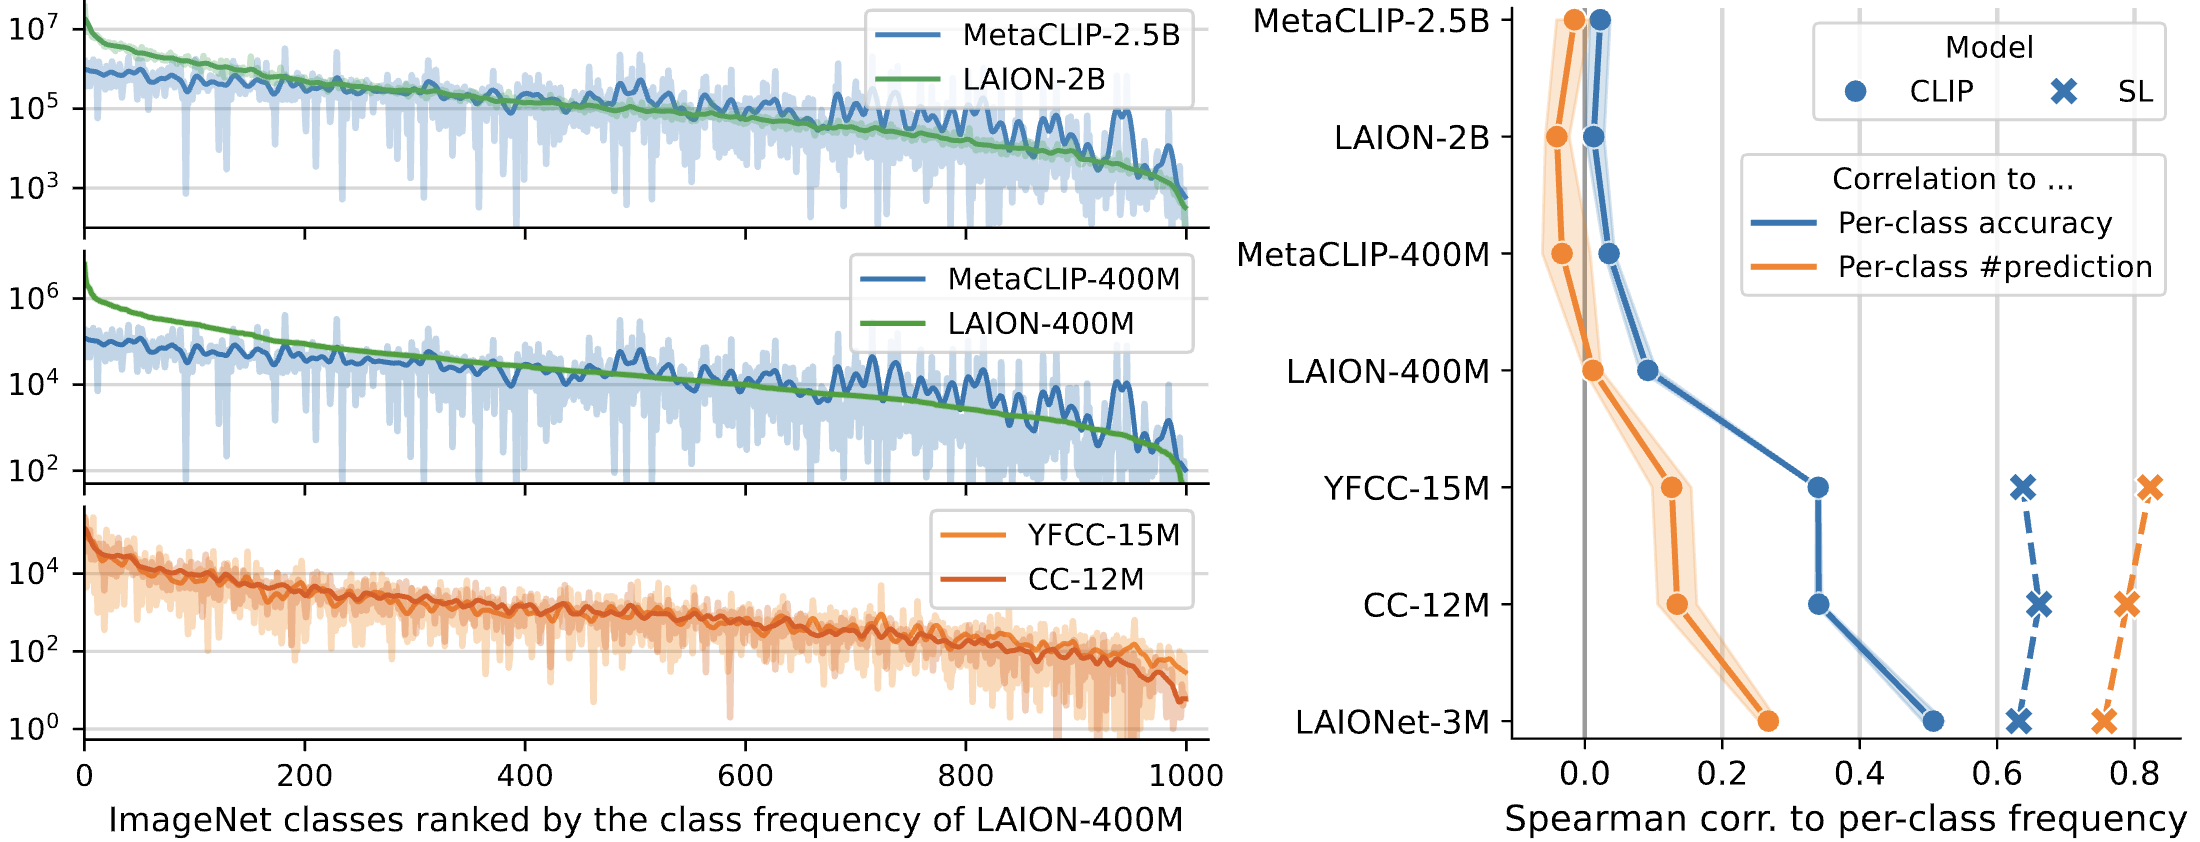 10^7
10^5
10^3
MetaCLIP-2.5B
LAION-2B
10^6
10^4
10^2
MetaCLIP-400M
LAION-400M
10^4
10^2
10^0
YFCC-15M
CC-12M
0 200 400 600 800 1000
ImageNet classes ranked by the class frequency of LAION-400M
MetaCLIP-2.5B
LAION-2B
MetaCLIP-400M
LAION-400M
YFCC-15M
CC-12M
LAIONet-3M
Model
CLIP SL
Correlation to ...
Per-class accuracy
Per-class #prediction
0.0 0.2 0.4 0.6 0.8
Spearman corr. to per-class frequency